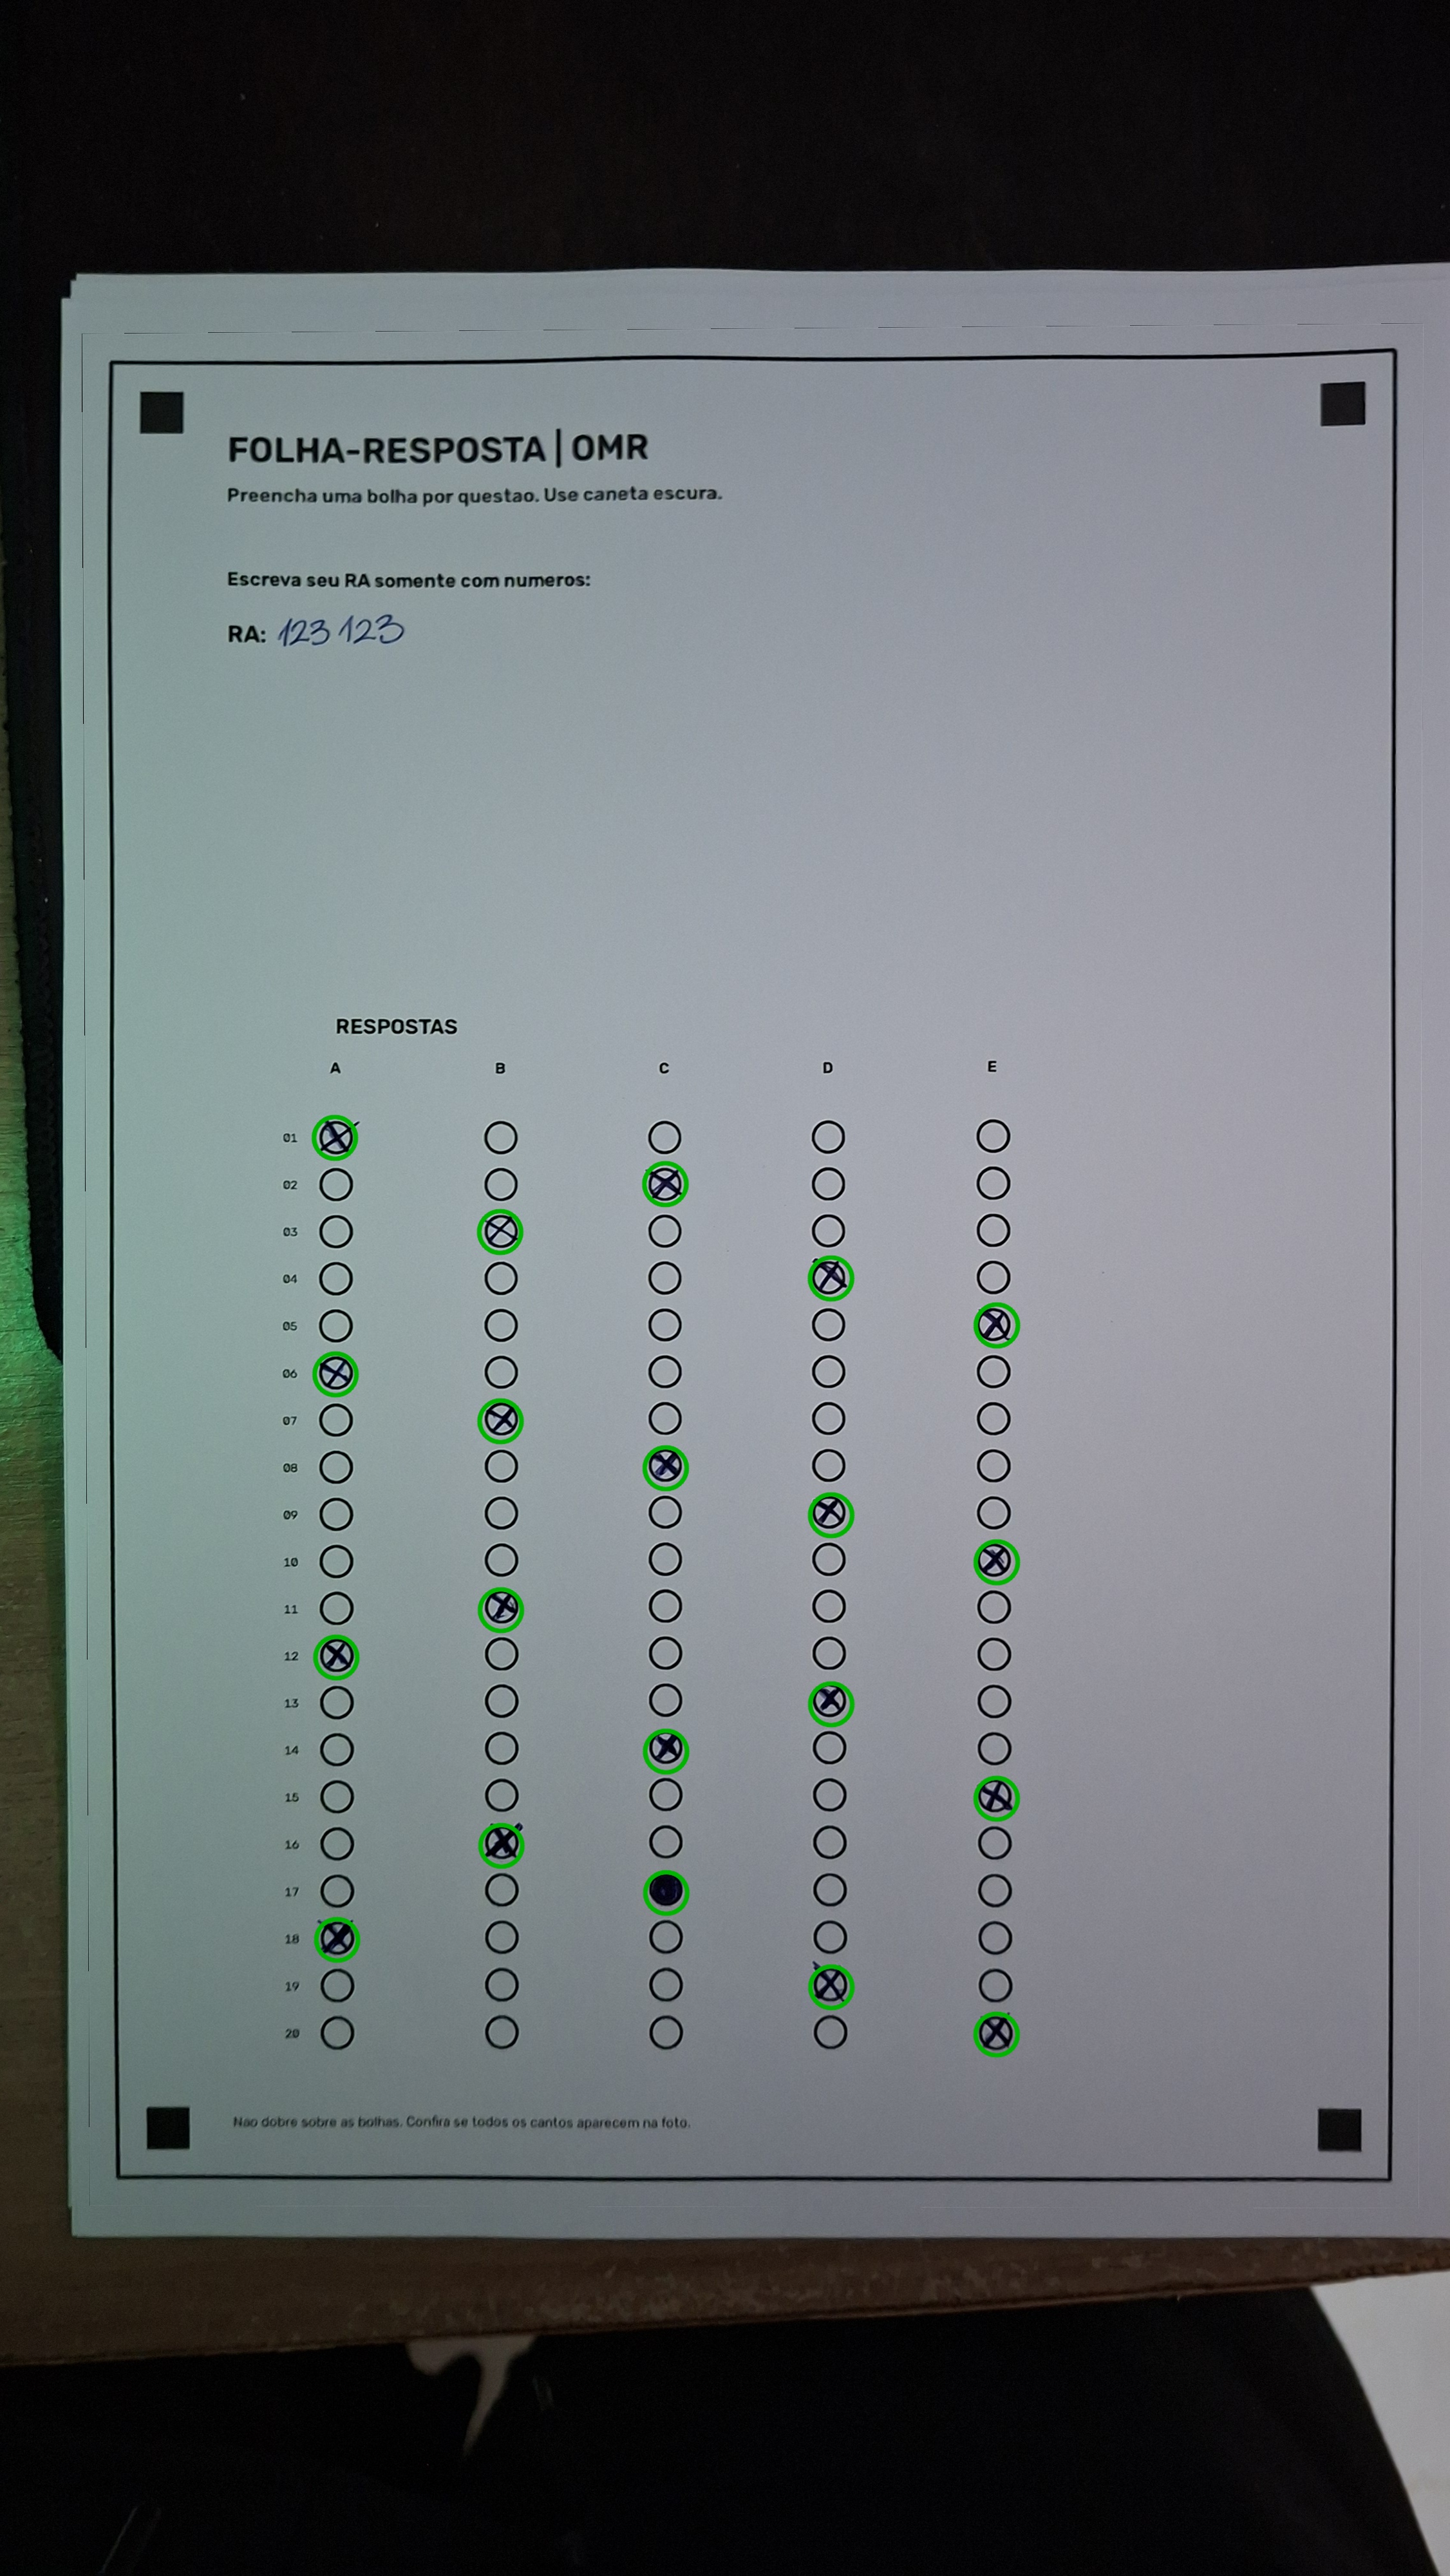 FOLHA-RESPOSTA | OMR
Preencha uma bolha por questao. Use caneta escura.
Escreva seu RA somente com numeros:
RA: 123123
RESPOSTAS
A B C D E
01
02
03
04
05
06
07
08
09
10
11
12
13
14
15
16
17
18
19
20
Nao dobre sobre as bolhas. Confira se todos os cantos aparecem na foto.